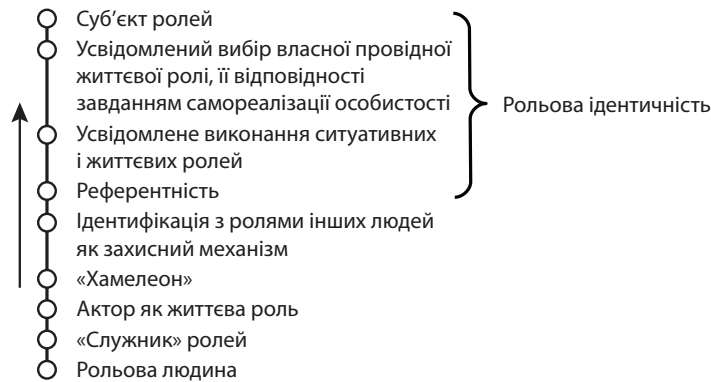 Суб’єкт ролей
Усвідомлений вибір власної провідної
життєвої ролі, її відповідності
завданням самореалізації особистості
Рольова ідентичність
Усвідомлене виконання ситуативних
і життєвих ролей
Референтність
Ідентифікація з ролями інших людей
як захисний механізм
«Хамелеон»
Актор як життєва роль
«Служник» ролей
Рольова людина